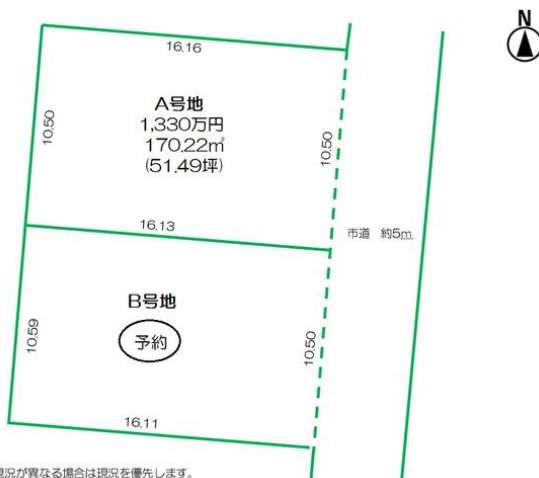 N
16.16
A号地
1,330万円
170.22㎡
(51.49坪)
10.50
10.50
16.13
市道 約5m
B号地
予約
10.59
10.50
16.11
現況が異なる場合は現況を優先します。